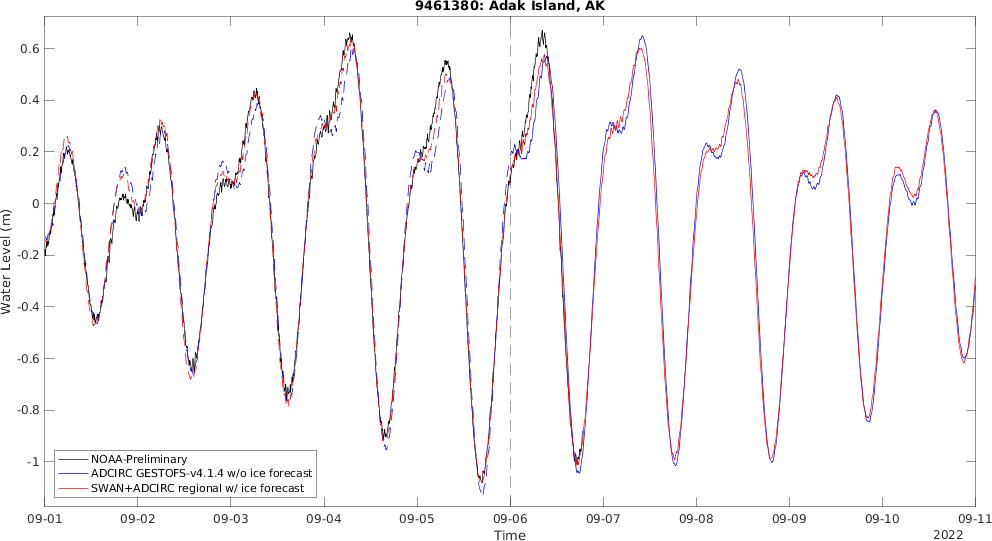 9461380: Adak Island, AK
Water Level (m)
0.6
0.4
0.2
0
-0.2
-0.4
-0.6
-0.8
-1
NOAA-Preliminary
ADCIRC GESTOFS-v4.1.4 w/o ice forecast
SWAN+ADCIRC regional w/ ice forecast
09-01 09-02 09-03 09-04 09-05 09-06 09-07 09-08 09-09 09-10 09-11
Time
2022